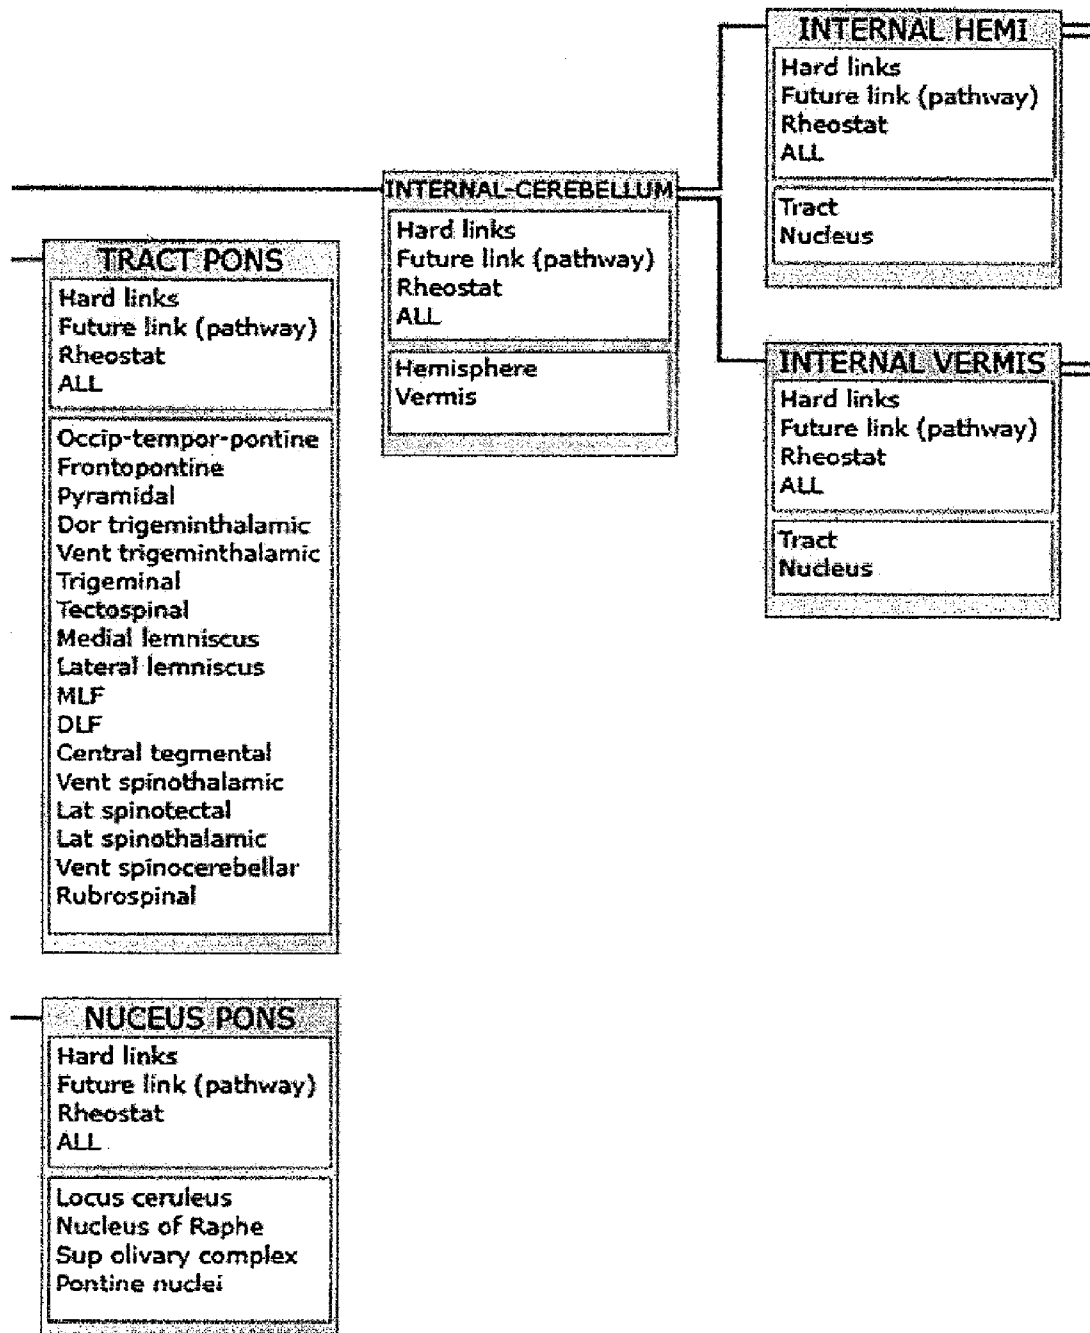 INTERNAL HEMI
Hard links
Future link (pathway)
Rheostat
ALL
Tract
Nucleus
INTERNAL-CEREBELLUM
Hard links
Future link (pathway)
Rheostat
ALL
Hemisphere
Vermis
TRACT PONS
Hard links
Future link (pathway)
Rheostat
ALL
Occip-tempor-pontine
Frontopontine
Pyramidal
Dor trigeminthalamic
Vent trigeminthalamic
Trigeminal
Tectospinal
Medial lemniscus
Lateral lemniscus
MLF
DLF
Central tegmental
Vent spinothalamic
Lat spinotectal
Lat spinothalamic
Vent spinocerebellar
Rubrospinal
INTERNAL VERMIS
Hard links
Future link (pathway)
Rheostat
ALL
Tract
Nucleus
NUCEUS PONS
Hard links
Future link (pathway)
Rheostat
ALL
Locus ceruleus
Nucleus of Raphe
Sup olivary complex
Pontine nuclei